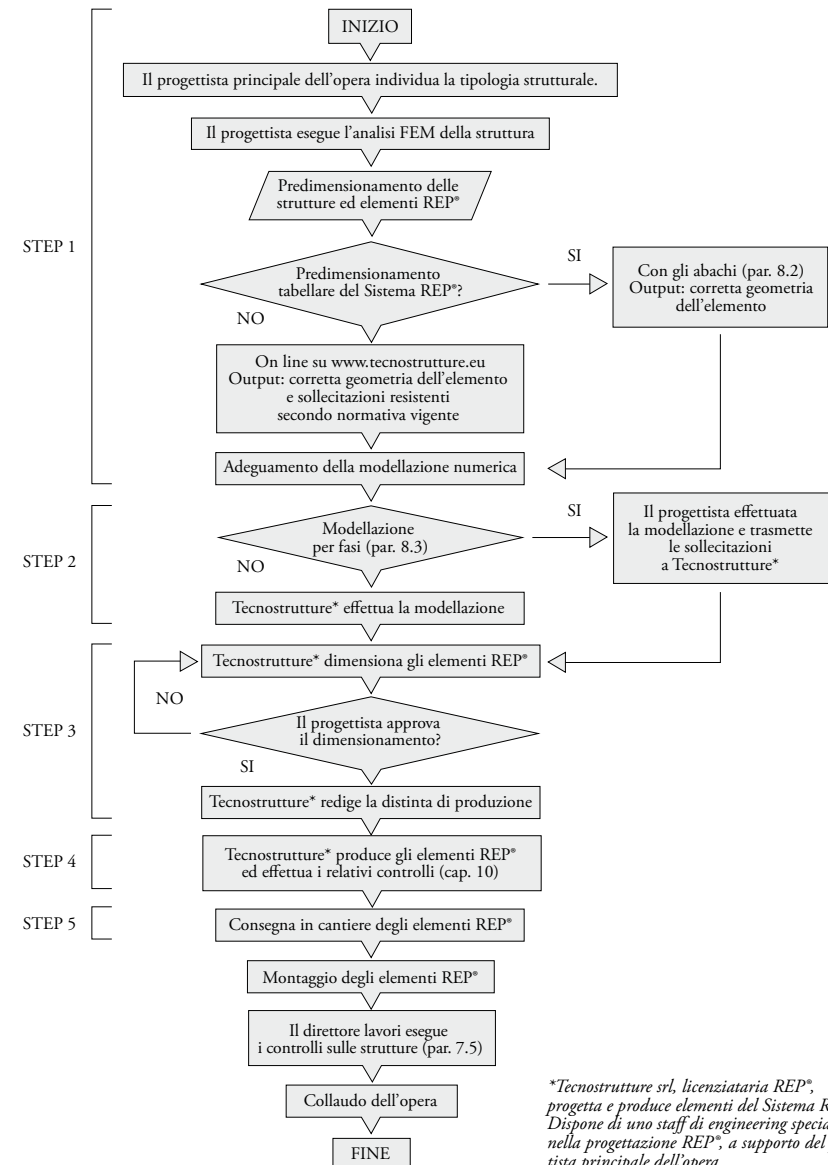 INIZIO
Il progettista principale dell'opera individua la tipologia strutturale.
Il progettista esegue l'analisi FEM della struttura
Predimensionamento delle
strutture ed elementi REP®
STEP 1
Predimensionamento
tabellare del Sistema REP®?
SI
Con gli abachi (par. 8.2)
Output: corretta geometria
dell'elemento
NO
On line su www.tecnostrutture.eu
Output: corretta geometria dell'elemento
e sollecitazioni resistenti
secondo normativa vigente
Adeguamento della modellazione numerica
STEP 2
Modellazione
per fasi (par. 8.3)
SI
Il progettista effettuata
la modellazione e trasmette
le sollecitazioni
a Tecnostrutture*
NO
Tecnostrutture* effettua la modellazione
Tecnostrutture* dimensiona gli elementi REP®
NO
STEP 3
Il progettista approva
il dimensionamento?
SI
Tecnostrutture* redige la distinta di produzione
STEP 4
Tecnostrutture* produce gli elementi REP®
ed effettua i relativi controlli (cap. 10)
STEP 5
Consegna in cantiere degli elementi REP®
Montaggio degli elementi REP®
Il direttore lavori esegue
i controlli sulle strutture (par. 7.5)
Collaudo dell'opera
FINE
*Tecnostrutture srl, licenziataria REP®,
progetta e produce elementi del Sistema R
Dispone di uno staff di engineering specia
nella progettazione REP®, a supporto del
tista principale dell'opera